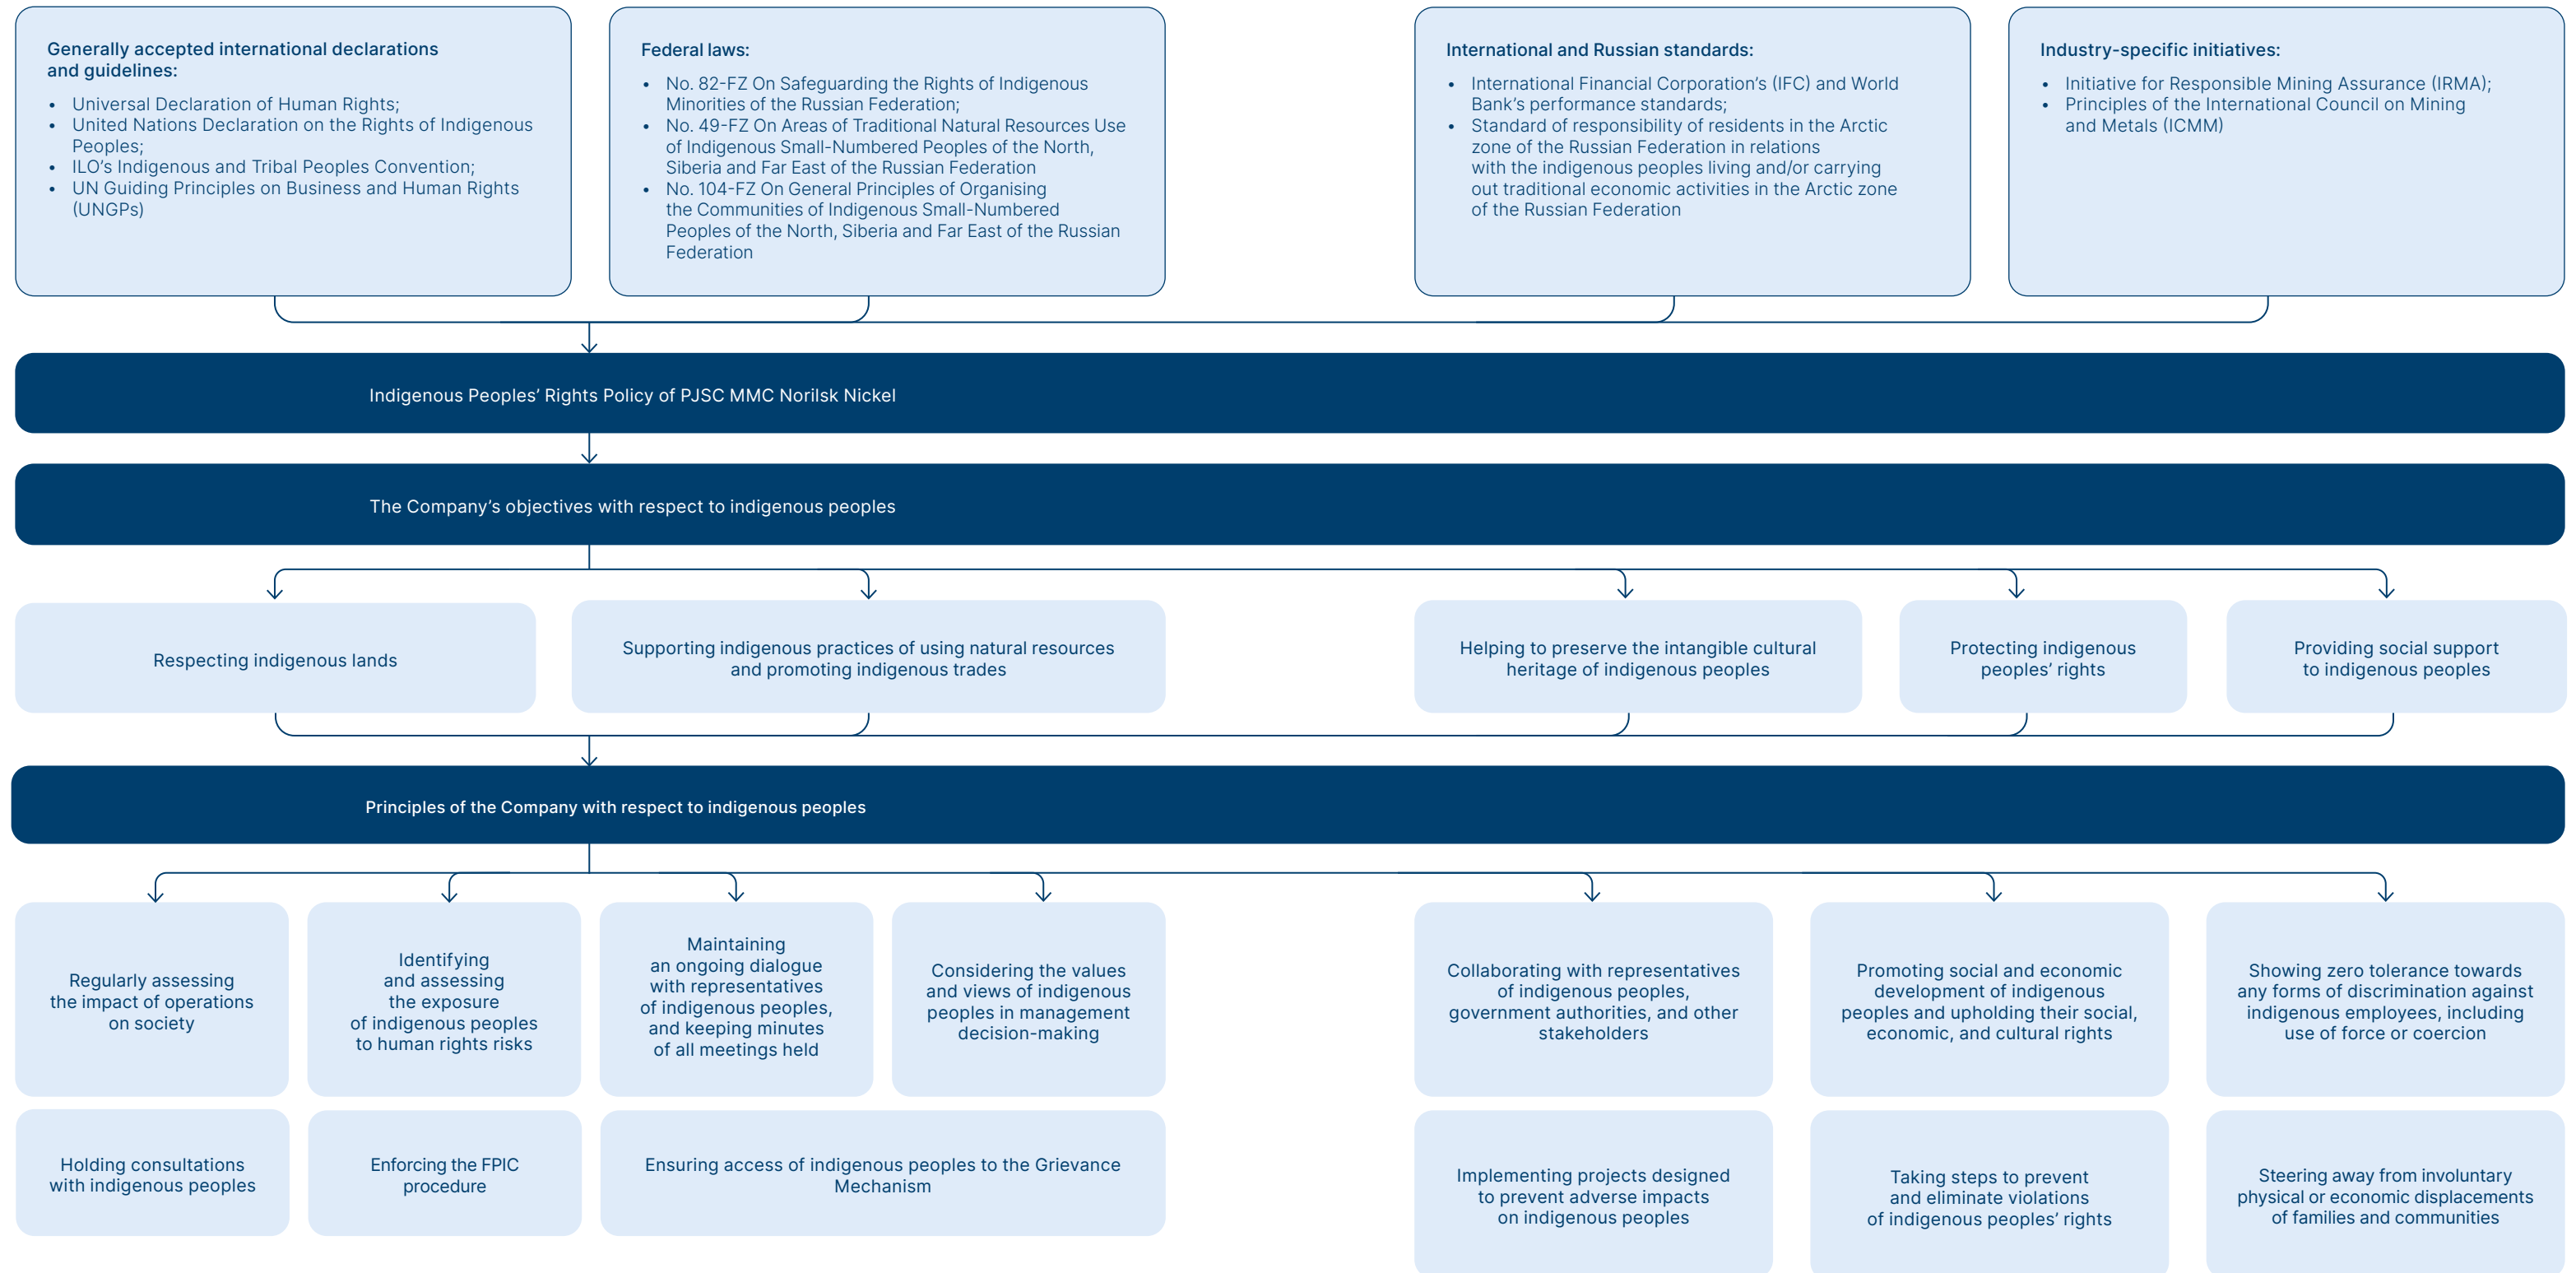 Generally accepted international declarations
and guidelines:
• Universal Declaration of Human Rights;
• United Nations Declaration on the Rights of Indigenous
Peoples;
• ILO’s Indigenous and Tribal Peoples Convention;
• UN Guiding Principles on Business and Human Rights
(UNGPs)
Federal laws:
• No. 82-FZ On Safeguarding the Rights of Indigenous
Minorities of the Russian Federation;
• No. 49-FZ On Areas of Traditional Natural Resources Use
of Indigenous Small-Numbered Peoples of the North,
Siberia and Far East of the Russian Federation
• No. 104-FZ On General Principles of Organising
the Communities of Indigenous Small-Numbered
Peoples of the North, Siberia and Far East of the Russian
Federation
International and Russian standards:
• International Financial Corporation’s (IFC) and World
Bank’s performance standards;
• Standard of responsibility of residents in the Arctic
zone of the Russian Federation in relations
with the indigenous peoples living and/or carrying
out traditional economic activities in the Arctic zone
of the Russian Federation
Industry-specific initiatives:
• Initiative for Responsible Mining Assurance (IRMA);
• Principles of the International Council on Mining
and Metals (ICMM)
Indigenous Peoples’ Rights Policy of PJSC MMC Norilsk Nickel
The Company’s objectives with respect to indigenous peoples
Respecting indigenous lands
Supporting indigenous practices of using natural resources
and promoting indigenous trades
Helping to preserve the intangible cultural
heritage of indigenous peoples
Protecting indigenous
peoples’ rights
Providing social support
to indigenous peoples
Principles of the Company with respect to indigenous peoples
Regularly assessing
the impact of operations
on society
Identifying
and assessing
the exposure
of indigenous peoples
to human rights risks
Maintaining
an ongoing dialogue
with representatives
of indigenous peoples,
and keeping minutes
of all meetings held
Considering the values
and views of indigenous
peoples in management
decision-making
Collaborating with representatives
of indigenous peoples,
government authorities, and other
stakeholders
Promoting social and economic
development of indigenous
peoples and upholding their social,
economic, and cultural rights
Showing zero tolerance towards
any forms of discrimination against
indigenous employees, including
use of force or coercion
Holding consultations
with indigenous peoples
Enforcing the FPIC
procedure
Ensuring access of indigenous peoples to the Grievance
Mechanism
Implementing projects designed
to prevent adverse impacts
on indigenous peoples
Taking steps to prevent
and eliminate violations
of indigenous peoples’ rights
Steering away from involuntary
physical or economic displacements
of families and communities